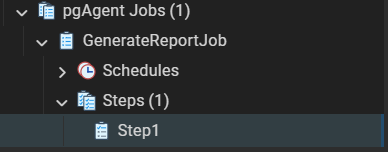 pgAgent Jobs (1)
GenerateReportJob
Schedules
Steps (1)
Step1